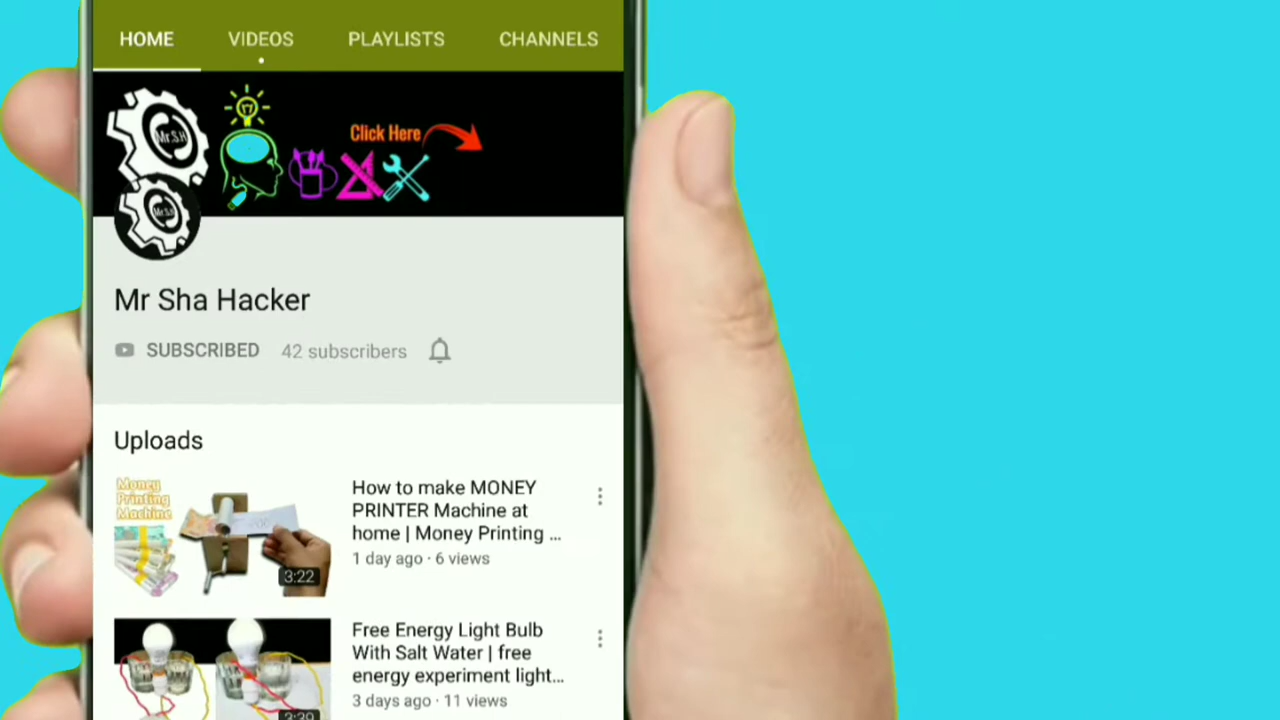 HOME VIDEOS PLAYLISTS CHANNELS
Mr.S.H
Click Here
Mr Sha Hacker
SUBSCRIBED 42 subscribers
Uploads
Money
Printing
Machine
3:22
How to make MONEY
PRINTER Machine at
home | Money Printing ...
1 day ago · 6 views
Free Energy Light Bulb
With Salt Water | free
energy experiment light...
3 days ago · 11 views